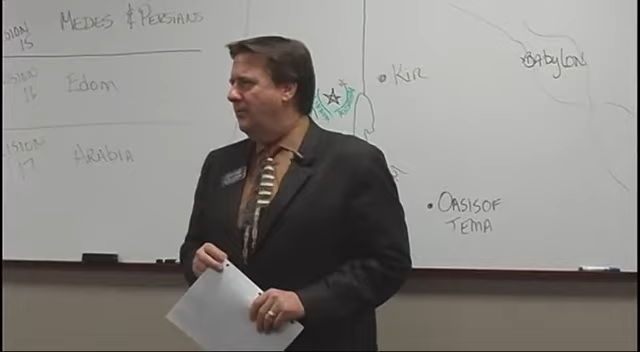 MEDES & PERSIANS
15
Edom
16
ARABIA
17
KIR
Babylon
OASIS OF
TEMA